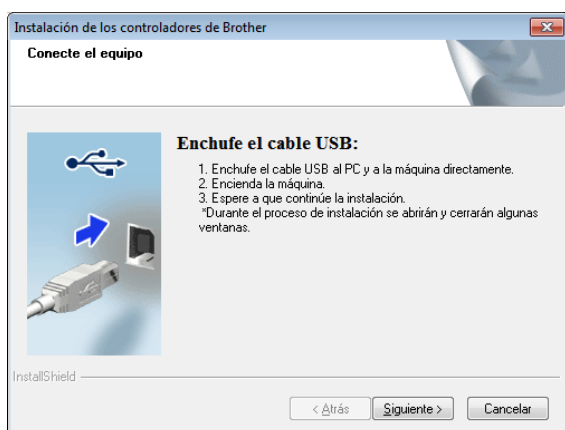 Instalación de los controladores de Brother
Conecte el equipo
Enchufe el cable USB:
1. Enchufe el cable USB al PC y a la máquina directamente.
2. Encienda la máquina.
3. Espere a que continúe la instalación.
*Durante el proceso de instalación se abrirán y cerrarán algunas
ventanas.
InstallShield
< Atrás Siguiente > Cancelar